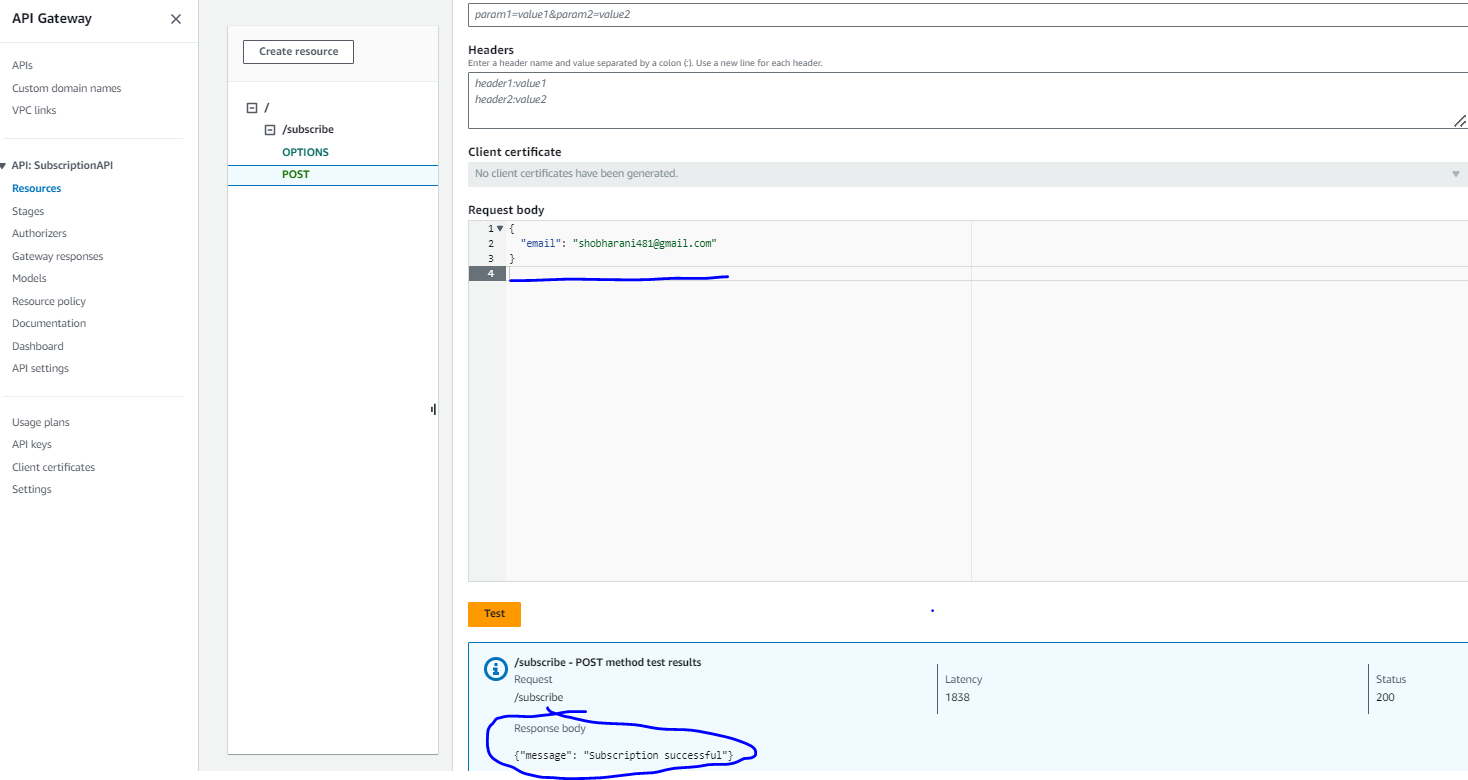 API Gateway
APIs
Custom domain names
VPC links
API: SubscriptionAPI
Resources
Stages
Authorizers
Gateway responses
Models
Resource policy
Documentation
Dashboard
API settings
Usage plans
API keys
Client certificates
Settings
Create resource
/
/subscribe
OPTIONS
POST
param1=value1&param2=value2
Headers
Enter a header name and value separated by a colon (:). Use a new line for each header.
header1:value1
header2:value2
Client certificate
No client certificates have been generated.
Request body
1 {
2 "email": "shobharani481@gmail.com"
3 }
4
Test
/subscribe - POST method test results
Request
/subscribe
Latency
1838
Status
200
Response body
{"message": "Subscription successful"}